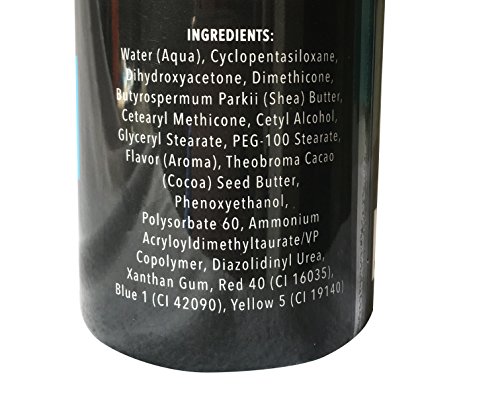 INGREDIENTS:
Water (Aqua), Cyclopentasiloxane,
Dihydroxyacetone, Dimethicone,
Butyrospermum Parkii (Shea) Butter,
Cetearyl Methicone, Cetyl Alcohol,
Glyceryl Stearate, PEG-100 Stearate,
Flavor (Aroma), Theobroma Cacao
(Cocoa) Seed Butter,
Phenoxyethanol,
Polysorbate 60, Ammonium
Acryloyldimethyltaurate/VP
Copolymer, Diazolidinyl Urea,
Xanthan Gum, Red 40 (CI 16035),
Blue 1 (CI 42090), Yellow 5 (CI 19140)